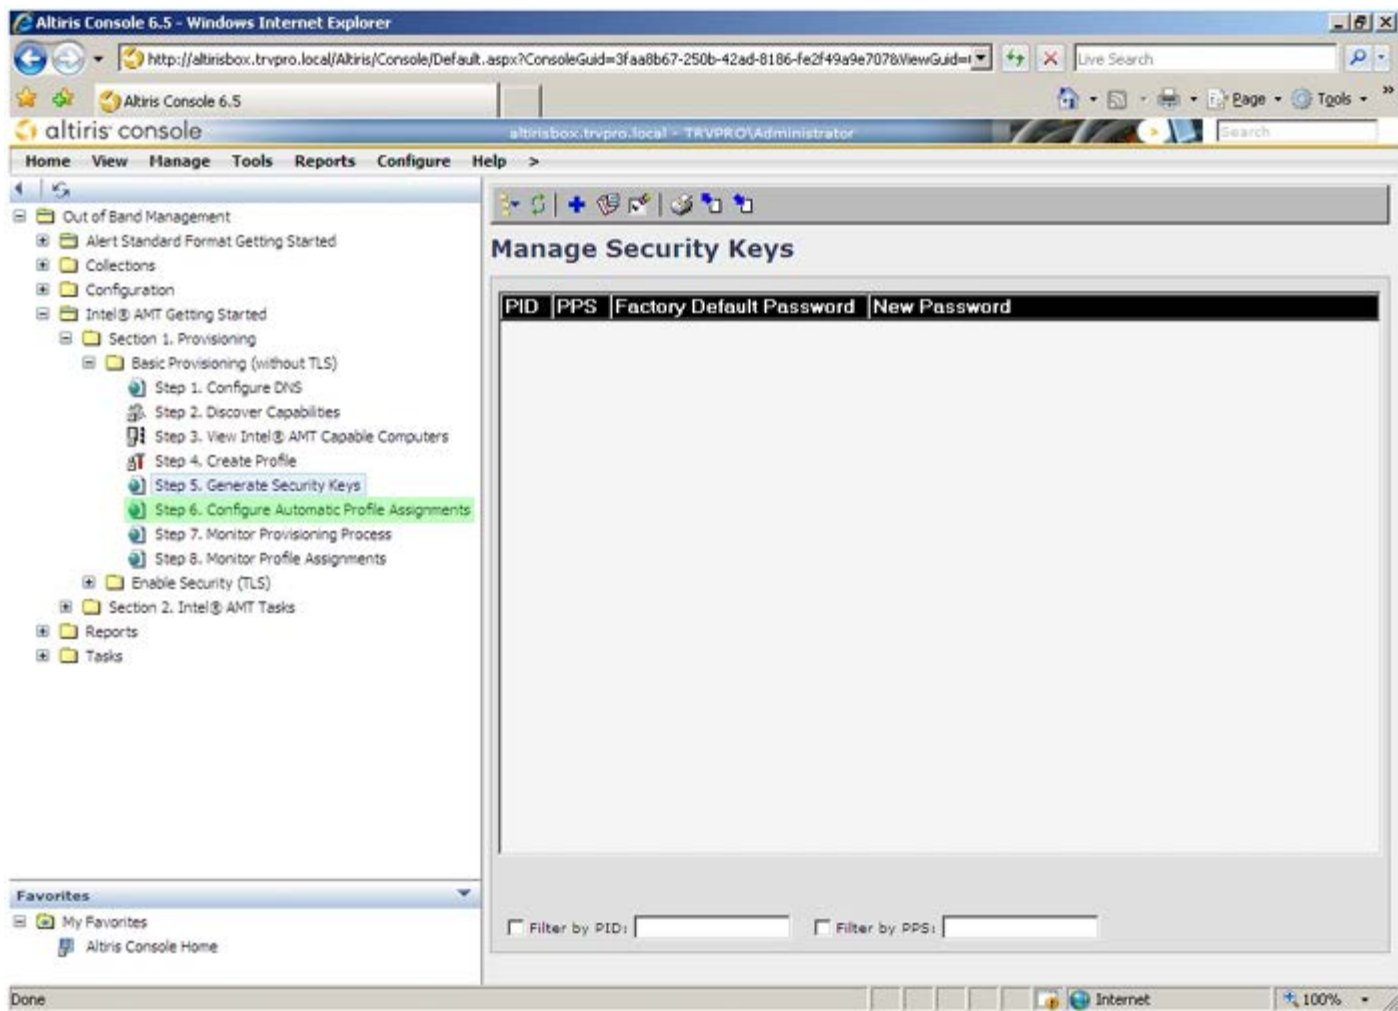 Altiris Console 6.5 - Windows Internet Explorer
http://altirisbox.trvpro.local/Altiris/Console/Default.aspx?ConsoleGuid=3faa8b67-250b-42ad-8186-fe2f49a9e707&ViewGuid=
Live Search
Altiris Console 6.5
Page
Tools
altiris console
altirisbox.trvpro.local - TRVPRO\Administrator
Search
Home View Manage Tools Reports Configure Help >
Out of Band Management
Alert Standard Format Getting Started
Collections
Configuration
Intel® AMT Getting Started
Section 1. Provisioning
Basic Provisioning (without TLS)
Step 1. Configure DNS
Step 2. Discover Capabilities
Step 3. View Intel® AMT Capable Computers
Step 4. Create Profile
Step 5. Generate Security Keys
Step 6. Configure Automatic Profile Assignments
Step 7. Monitor Provisioning Process
Step 8. Monitor Profile Assignments
Enable Security (TLS)
Section 2. Intel® AMT Tasks
Reports
Tasks
Manage Security Keys
PID PPS Factory Default Password New Password
Favorites
My Favorites
Altiris Console Home
Filter by PID:
Filter by PPS:
Done
Internet
100%